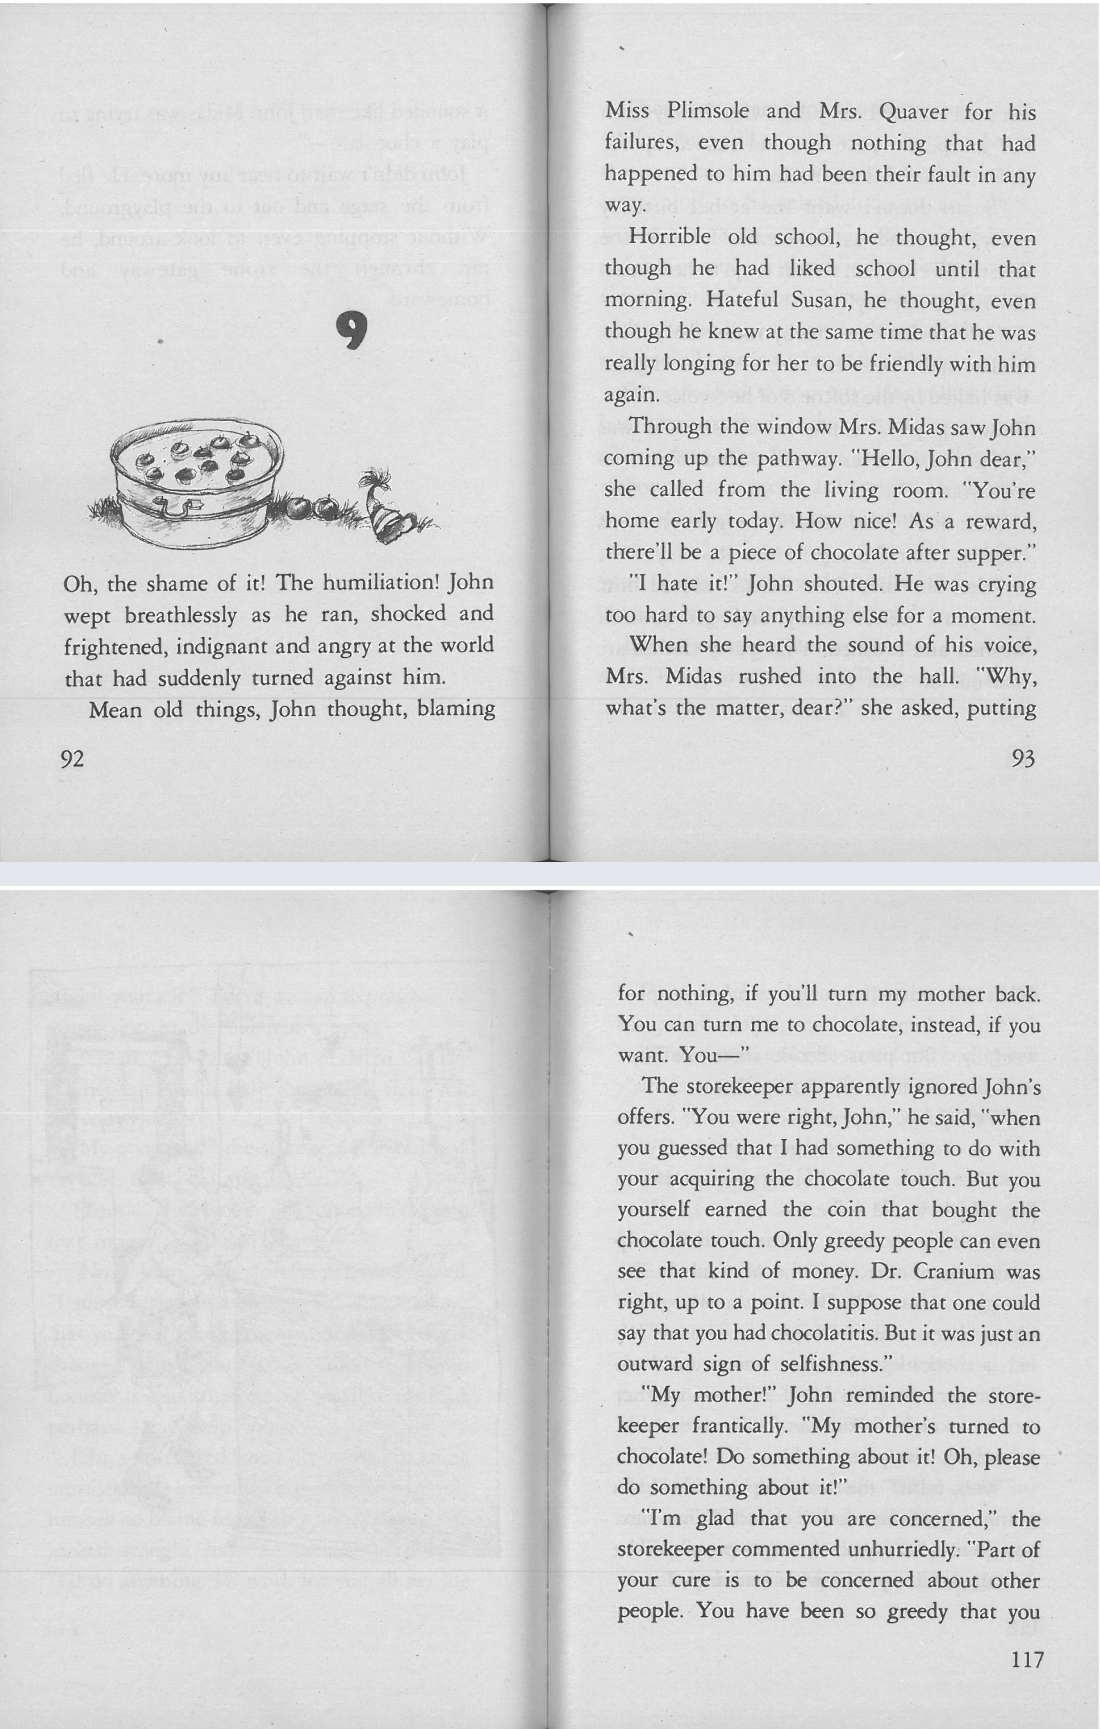 9
Oh, the shame of it! The humiliation! John
wept breathlessly as he ran, shocked and
frightened, indignant and angry at the world
that had suddenly turned against him.
Mean old things, John thought, blaming
92
Miss Plimsole and Mrs. Quaver for his
failures, even though nothing that had
happened to him had been their fault in any
way.
Horrible old school, he thought, even
though he had liked school until that
morning. Hateful Susan, he thought, even
though he knew at the same time that he was
really longing for her to be friendly with him
again.
Through the window Mrs. Midas saw John
coming up the pathway. "Hello, John dear,"
she called from the living room. "You're
home early today. How nice! As a reward,
there'll be a piece of chocolate after supper."
"I hate it!" John shouted. He was crying
too hard to say anything else for a moment.
When she heard the sound of his voice,
Mrs. Midas rushed into the hall. "Why,
what's the matter, dear?" she asked, putting
93
for nothing, if you'll turn my mother back.
You can turn me to chocolate, instead, if you
want. You—"
The storekeeper apparently ignored John's
offers. "You were right, John," he said, "when
you guessed that I had something to do with
your acquiring the chocolate touch. But you
yourself earned the coin that bought the
chocolate touch. Only greedy people can even
see that kind of money. Dr. Cranium was
right, up to a point. I suppose that one could
say that you had chocolatitis. But it was just an
outward sign of selfishness."
"My mother!" John reminded the store-
keeper frantically. "My mother's turned to
chocolate! Do something about it! Oh, please
do something about it!"
"I'm glad that you are concerned," the
storekeeper commented unhurriedly. "Part of
your cure is to be concerned about other
people. You have been so greedy that you
117